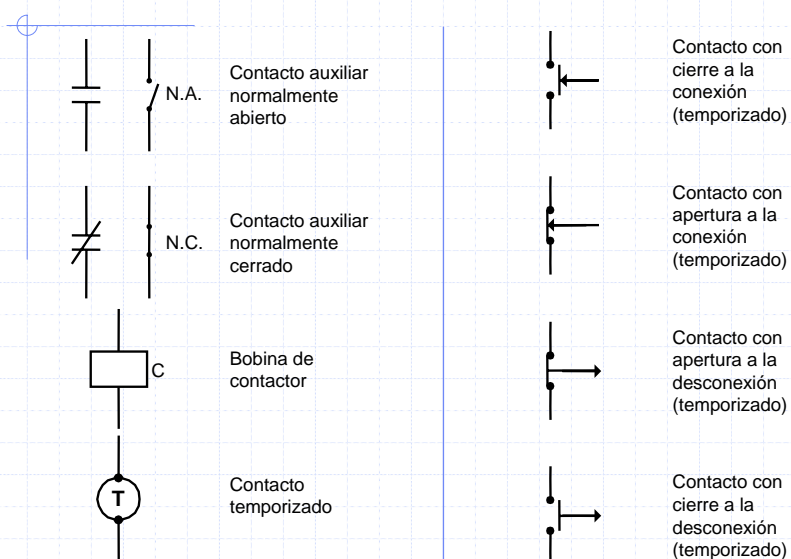 N.A.
Contacto auxiliar
normalmente
abierto
N.C.
Contacto auxiliar
normalmente
cerrado
C
Bobina de
contactor
T
Contacto
temporizado
Contacto con
cierre a la
conexión
(temporizado)
Contacto con
apertura a la
conexión
(temporizado)
Contacto con
apertura a la
desconexión
(temporizado)
Contacto con
cierre a la
desconexión
(temporizado)